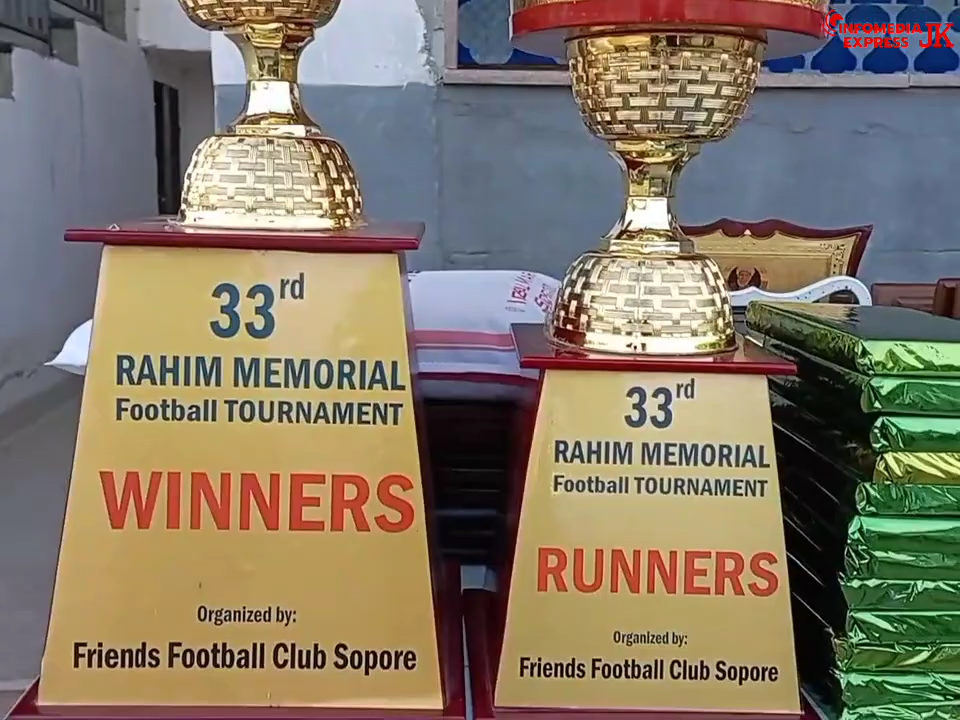 INFOMEDIA
EXPRESS JK
33rd
RAHIM MEMORIAL
Football TOURNAMENT
WINNERS
Organized by:
Friends Football Club Sopore
33rd
RAHIM MEMORIAL
Football TOURNAMENT
RUNNERS
Organized by:
Friends Football Club Sopore